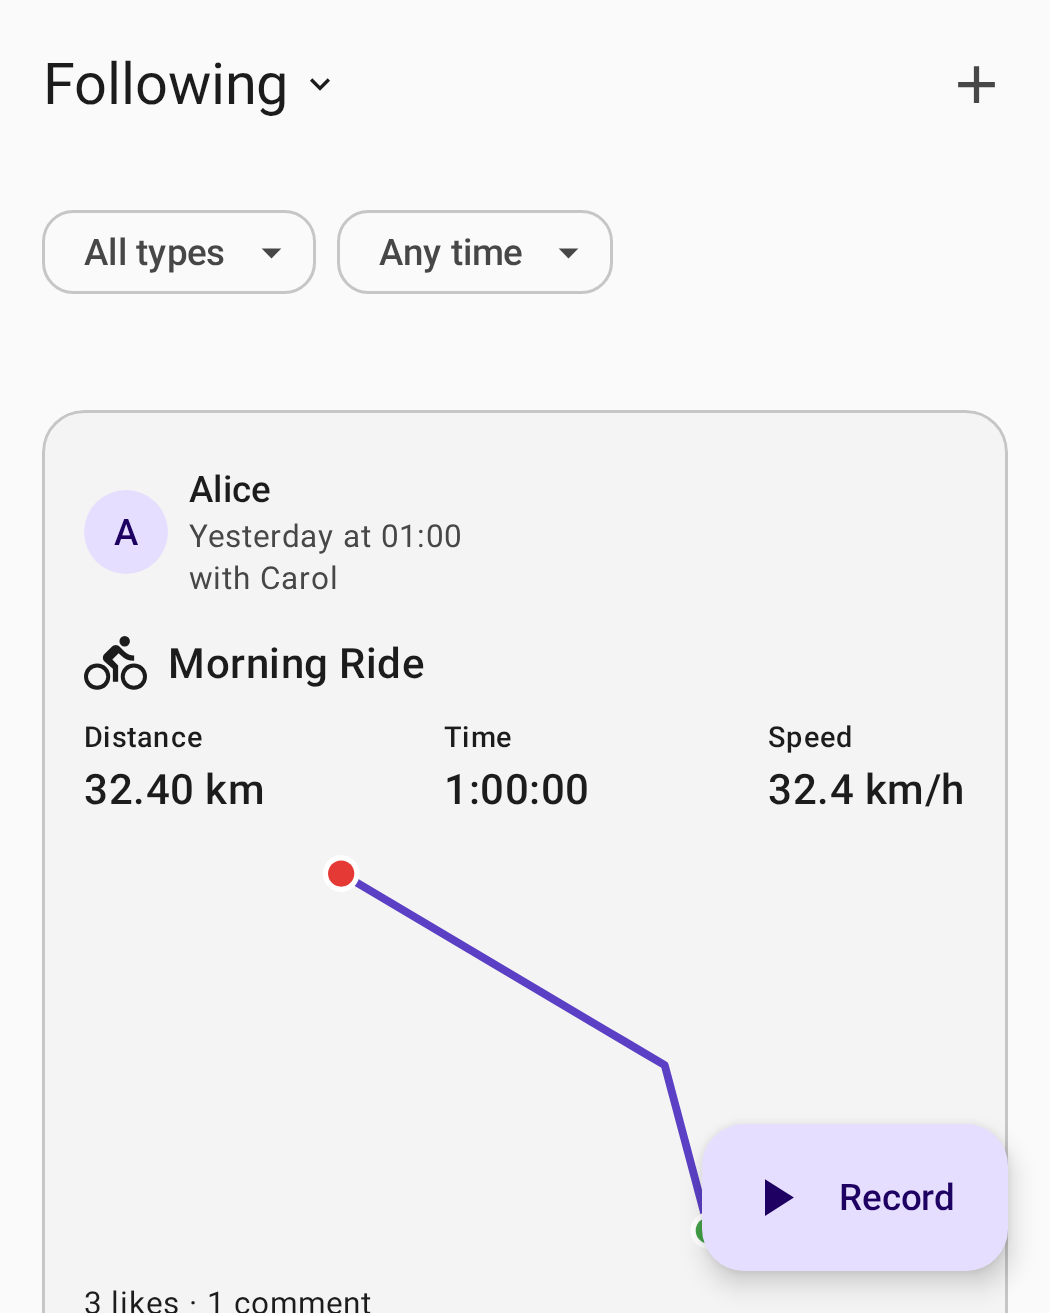 Following
All types
Any time
Alice
A
Yesterday at 01:00
with Carol
Morning Ride
Distance
Time
Speed
32.40 km
1:00:00
32.4 km/h
Record
3 likes · 1 comment